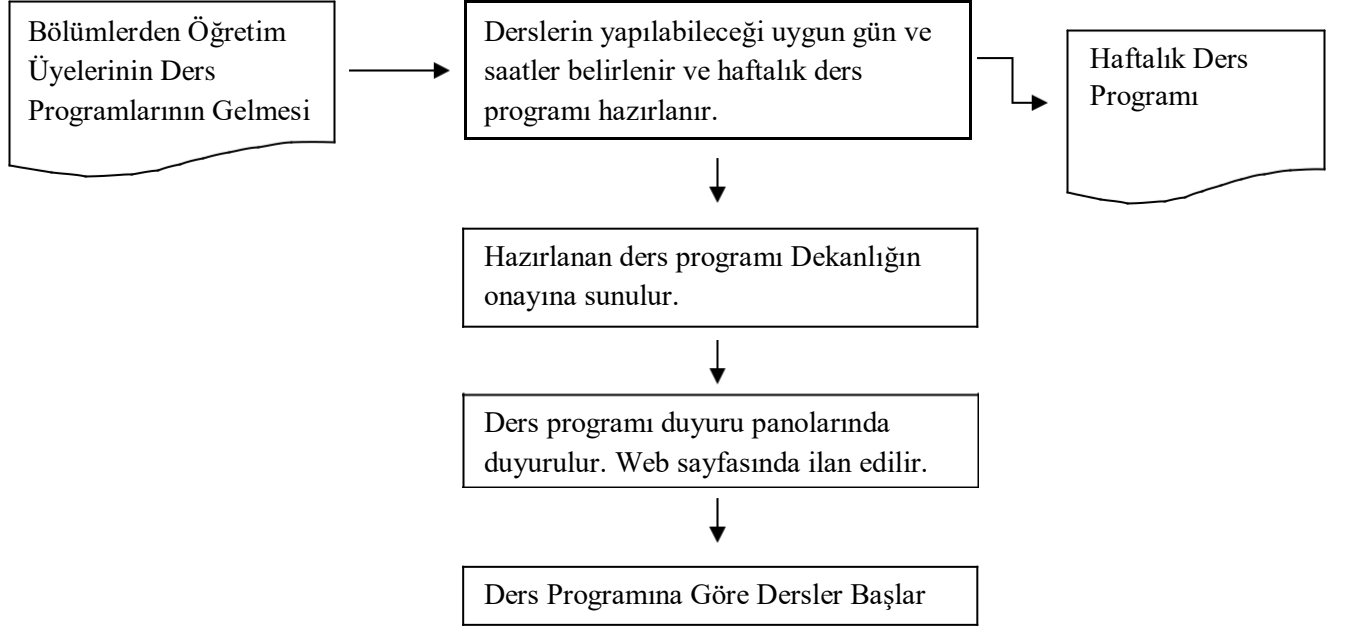 Bölümlerden Öğretim
Üyelerinin Ders
Programlarının Gelmesi
Derslerin yapılabileceği uygun gün ve
saatler belirlenir ve haftalık ders
programı hazırlanır.
Haftalık Ders
Programı
Hazırlanan ders programı Dekanlığın
onayına sunulur.
Ders programı duyuru panolarında
duyurulur. Web sayfasında ilan edilir.
Ders Programına Göre Dersler Başlar